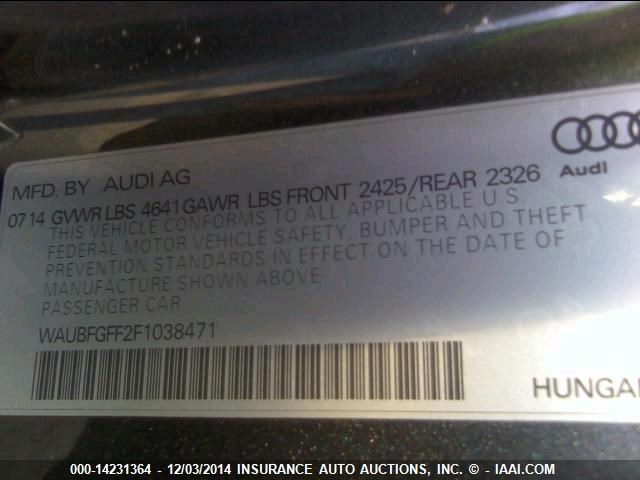 Audi
MFD. BY AUDI AG
0714 GVWR LBS 4641 GAWR LBS FRONT 2425/REAR 2326
THIS VEHICLE CONFORMS TO ALL APPLICABLE U.S.
FEDERAL MOTOR VEHICLE SAFETY, BUMPER AND THEFT
PREVENTION STANDARDS IN EFFECT ON THE DATE OF
MANUFACTURE SHOWN ABOVE
PASSENGER CAR
WAUBFGFF2F1038471
HUNGA
000-14231364 - 12/03/2014 INSURANCE AUTO AUCTIONS, INC. © - IAAI.COM